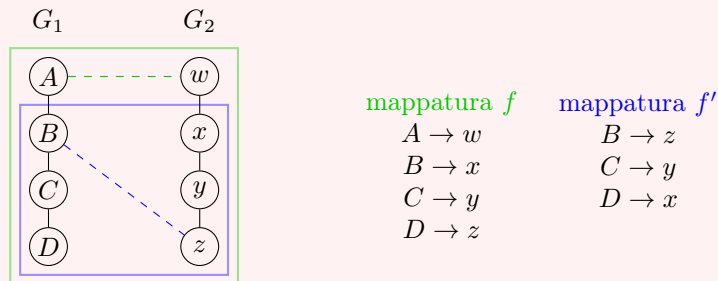 G₁ G₂
A w
B x
C y
D z
mappatura f mappatura f′
A → w B → z
B → x C → y
C → y D → x
D → z